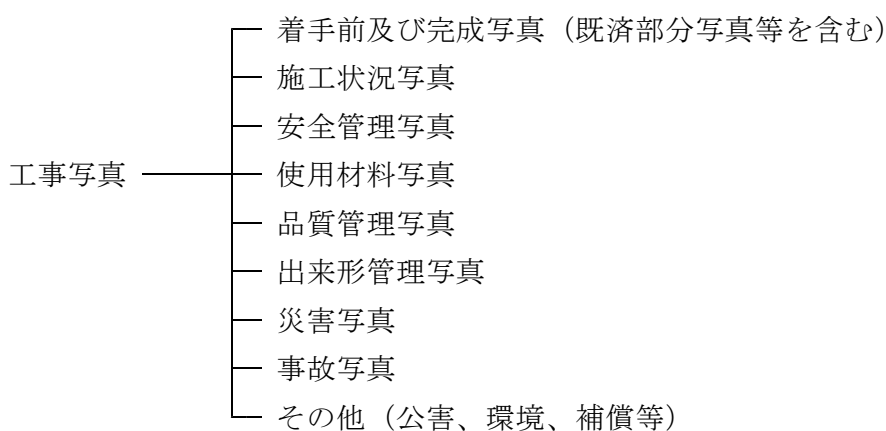 着手前及び完成写真（既済部分写真等を含む）
施工状況写真
安全管理写真
工事写真
使用材料写真
品質管理写真
出来形管理写真
災害写真
事故写真
その他（公害、環境、補償等）